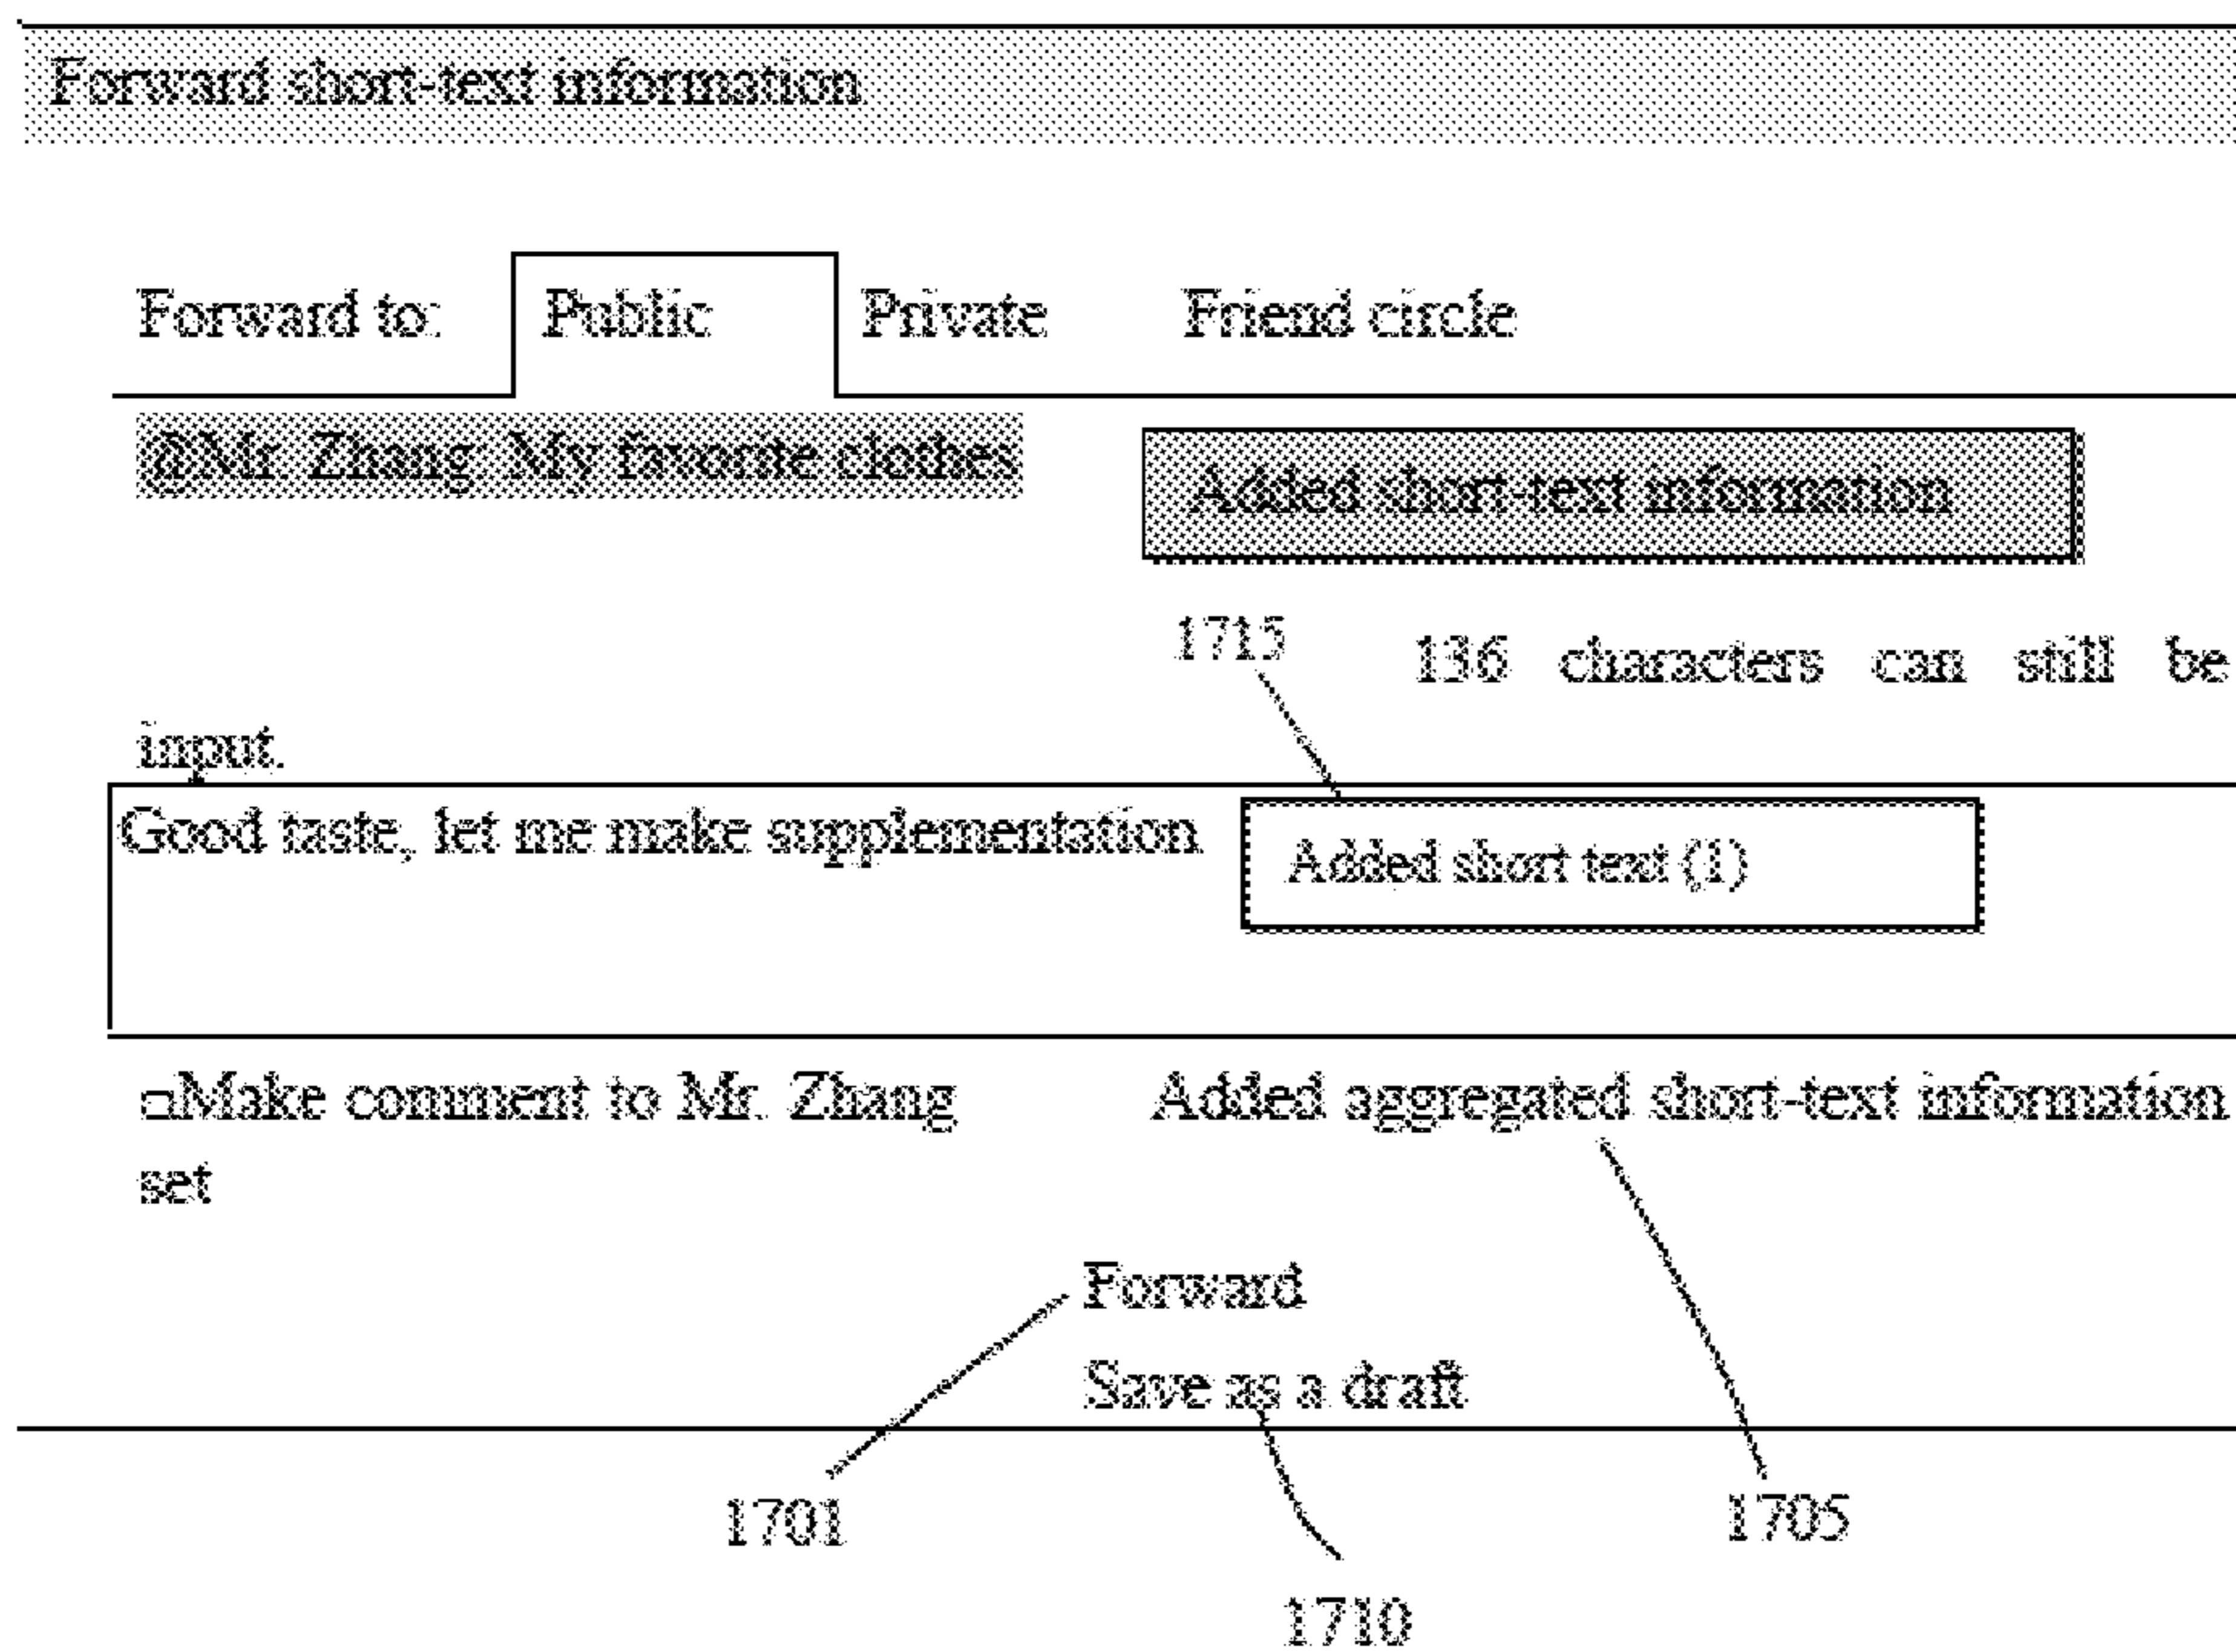 Forward short-text information
Forward to: Public Private Friend circle
@Mr. Zhang: My favorite clothes
Added short-text information
1715
136 characters can still be
input.
Good taste, let me make supplementation
Added short text (1)
□Make comment to Mr. Zhang Added aggregated short-text information
set
Forward
Save as a draft
1701
1705
1710